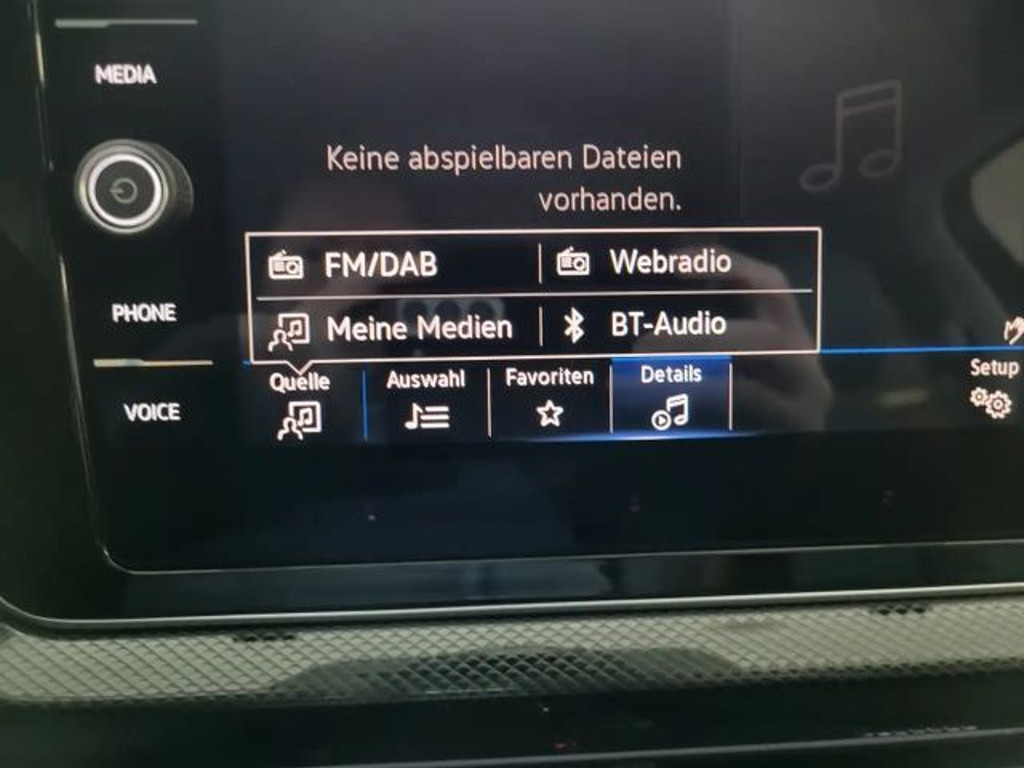 MEDIA
Keine abspielbaren Dateien
vorhanden.
FM/DAB
Webradio
PHONE
Meine Medien
BT-Audio
Quelle
Auswahl
Favoriten
Details
Setup
VOICE